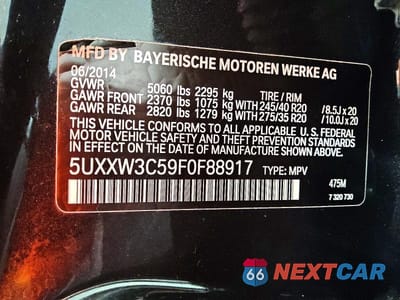 MFD BY BAYERISCHE MOTOREN WERKE AG
06/2014
GVWR 5060 lbs 2295 kg TIRE / RIM
GAWR FRONT 2370 lbs 1075 kg WITH 245/40 R20 / 8.5J x 20
GAWR REAR 2820 lbs 1279 kg WITH 275/35 R20 / 10.0J x 20
THIS VEHICLE CONFORMS TO ALL APPLICABLE U.S. FEDERAL
MOTOR VEHICLE SAFETY AND THEFT PREVENTION STANDARDS
IN EFFECT ON THE DATE OF MANUFACTURE SHOWN ABOVE.
5UXXW3C59F0F88917 TYPE: MPV
475M
7 320 730
66 NEXTCAR